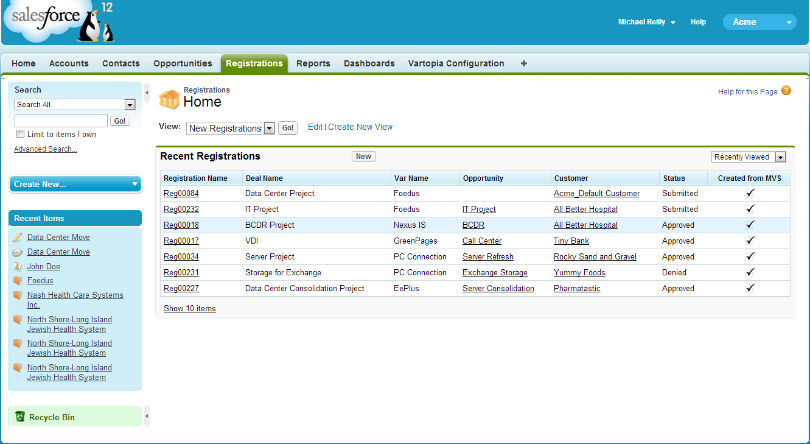 salesforce 12
Michael Reilly Help Acme
Home Accounts Contacts Opportunities Registrations Reports Dashboards Vartopia Configuration +
Search
Search All
Go!
Limit to items I own
Advanced Search...
Create New...
Recent Items
Data Center Move
Data Center Move
John Doe
Foedus
Nash Health Care Systems
Inc.
North Shore-Long Island
Jewish Health System
North Shore-Long Island
Jewish Health System
North Shore-Long Island
Jewish Health System
Recycle Bin
Registrations
Home
Help for this Page ?
View: New Registrations Go! Edit | Create New View
Recent Registrations New Recently Viewed
Registration Name Deal Name Var Name Opportunity Customer Status Created from MVS
Reg00084 Data Center Project Foedus Acme_Default Customer Submitted
Reg00232 IT Project Foedus IT Project All Better Hospital Submitted
Reg00018 BCDR Project Nexus IS BCDR All Better Hospital Approved
Reg00017 VDI GreenPages Call Center Tiny Bank Approved
Reg00034 Server Project PC Connection Server Refresh Rocky Sand and Gravel Approved
Reg00231 Storage for Exchange PC Connection Exchange Storage Yummy Foods Denied
Reg00227 Data Center Consolidation Project EePlus Server Consolidation Pharmatastic Approved
Show 10 items